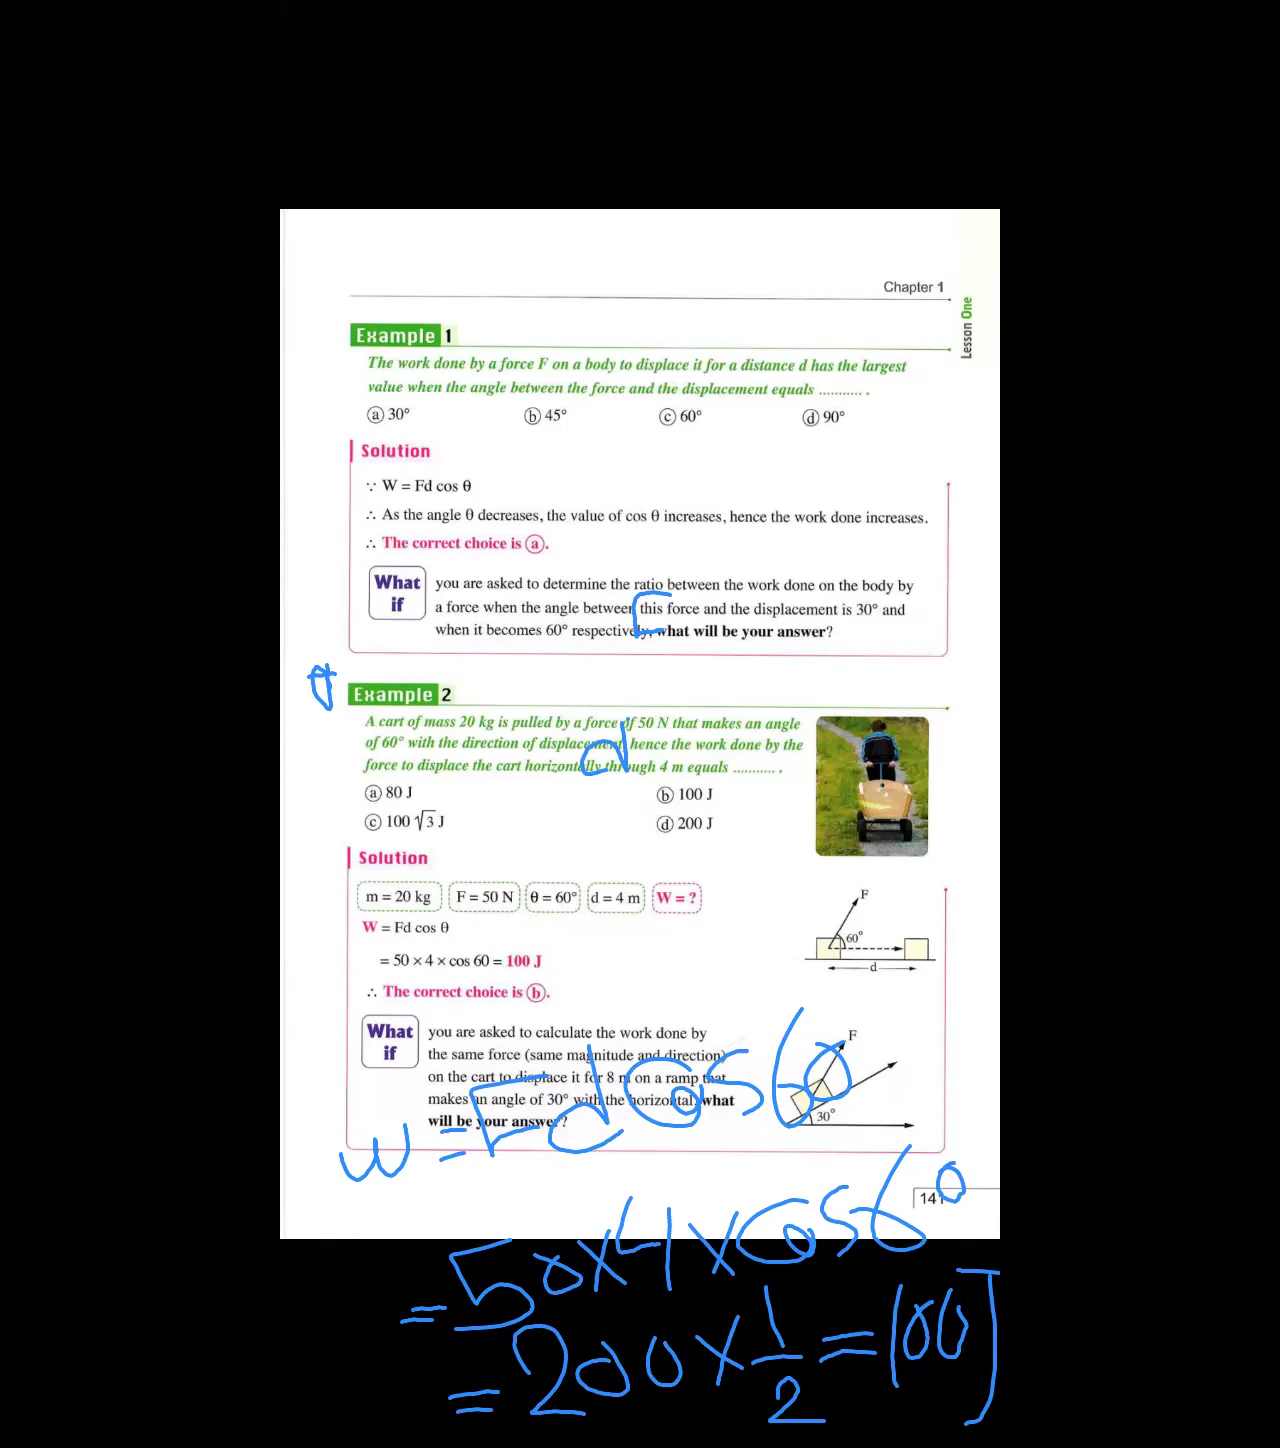 Chapter 1
Lesson One
Example 1
The work done by a force F on a body to displace it for a distance d has the largest
value when the angle between the force and the displacement equals ........... .
ⓐ 30° ⓑ 45° ⓒ 60° ⓓ 90°
Solution
∵ W = Fd cos θ
∴ As the angle θ decreases, the value of cos θ increases, hence the work done increases.
∴ The correct choice is ⓐ.
What if
you are asked to determine the ratio between the work done on the body by
a force when the angle between this force and the displacement is 30° and
when it becomes 60° respectively, what will be your answer?
F
Example 2
A cart of mass 20 kg is pulled by a force of 50 N that makes an angle
of 60° with the direction of displacement, hence the work done by the
force to displace the cart horizontally through 4 m equals ........... .
d
ⓐ 80 J ⓑ 100 J
ⓒ 100 √3 J ⓓ 200 J
Solution
m = 20 kg F = 50 N θ = 60° d = 4 m W = ?
W = Fd cos θ
= 50 × 4 × cos 60 = 100 J
∴ The correct choice is ⓑ.
F
60°
d
What if
you are asked to calculate the work done by
the same force (same magnitude and direction)
on the cart to displace it for 8 m on a ramp that
makes an angle of 30° with the horizontal, what
will be your answer?
F
30°
w = Fd cos 60
141
= 50 x 4 x cos 60
= 200 x 1/2 = 100 J